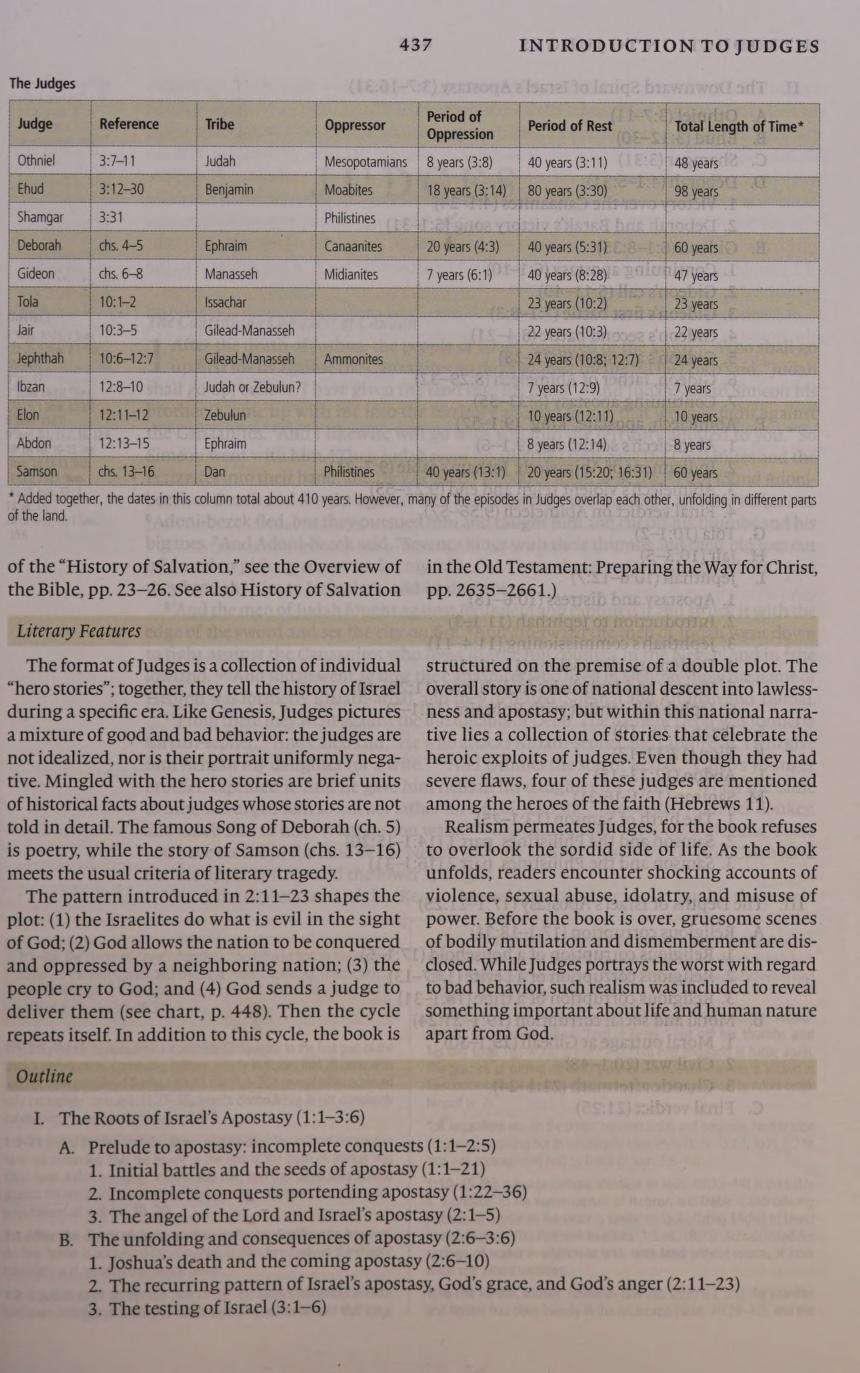 437 INTRODUCTION TO JUDGES
The Judges
Judge Reference Tribe Oppressor Period of Oppression Period of Rest Total Length of Time*
Othniel 3:7–11 Judah Mesopotamians 8 years (3:8) 40 years (3:11) 48 years
Ehud 3:12–30 Benjamin Moabites 18 years (3:14) 80 years (3:30) 98 years
Shamgar 3:31 Philistines
Deborah chs. 4–5 Ephraim Canaanites 20 years (4:3) 40 years (5:31) 60 years
Gideon chs. 6–8 Manasseh Midianites 7 years (6:1) 40 years (8:28) 47 years
Tola 10:1–2 Issachar 23 years (10:2) 23 years
Jair 10:3–5 Gilead-Manasseh 22 years (10:3) 22 years
Jephthah 10:6–12:7 Gilead-Manasseh Ammonites 24 years (10:8; 12:7) 24 years
Ibzan 12:8–10 Judah or Zebulun? 7 years (12:9) 7 years
Elon 12:11–12 Zebulun 10 years (12:11) 10 years
Abdon 12:13–15 Ephraim 8 years (12:14) 8 years
Samson chs. 13–16 Dan Philistines 40 years (13:1) 20 years (15:20; 16:31) 60 years
* Added together, the dates in this column total about 410 years. However, many of the episodes in Judges overlap each other, unfolding in different parts
of the land.
of the “History of Salvation,” see the Overview of
the Bible, pp. 23–26. See also History of Salvation
in the Old Testament: Preparing the Way for Christ,
pp. 2635–2661.)
Literary Features
The format of Judges is a collection of individual
“hero stories”; together, they tell the history of Israel
during a specific era. Like Genesis, Judges pictures
a mixture of good and bad behavior: the judges are
not idealized, nor is their portrait uniformly nega-
tive. Mingled with the hero stories are brief units
of historical facts about judges whose stories are not
told in detail. The famous Song of Deborah (ch. 5)
is poetry, while the story of Samson (chs. 13–16)
meets the usual criteria of literary tragedy.
The pattern introduced in 2:11–23 shapes the
plot: (1) the Israelites do what is evil in the sight
of God; (2) God allows the nation to be conquered
and oppressed by a neighboring nation; (3) the
people cry to God; and (4) God sends a judge to
deliver them (see chart, p. 448). Then the cycle
repeats itself. In addition to this cycle, the book is
structured on the premise of a double plot. The
overall story is one of national descent into lawless-
ness and apostasy; but within this national narra-
tive lies a collection of stories that celebrate the
heroic exploits of judges. Even though they had
severe flaws, four of these judges are mentioned
among the heroes of the faith (Hebrews 11).
Realism permeates Judges, for the book refuses
to overlook the sordid side of life. As the book
unfolds, readers encounter shocking accounts of
violence, sexual abuse, idolatry, and misuse of
power. Before the book is over, gruesome scenes
of bodily mutilation and dismemberment are dis-
closed. While Judges portrays the worst with regard
to bad behavior, such realism was included to reveal
something important about life and human nature
apart from God.
Outline
I. The Roots of Israel’s Apostasy (1:1–3:6)
A. Prelude to apostasy: incomplete conquests (1:1–2:5)
1. Initial battles and the seeds of apostasy (1:1–21)
2. Incomplete conquests portending apostasy (1:22–36)
3. The angel of the Lord and Israel’s apostasy (2:1–5)
B. The unfolding and consequences of apostasy (2:6–3:6)
1. Joshua’s death and the coming apostasy (2:6–10)
2. The recurring pattern of Israel’s apostasy, God’s grace, and God’s anger (2:11–23)
3. The testing of Israel (3:1–6)